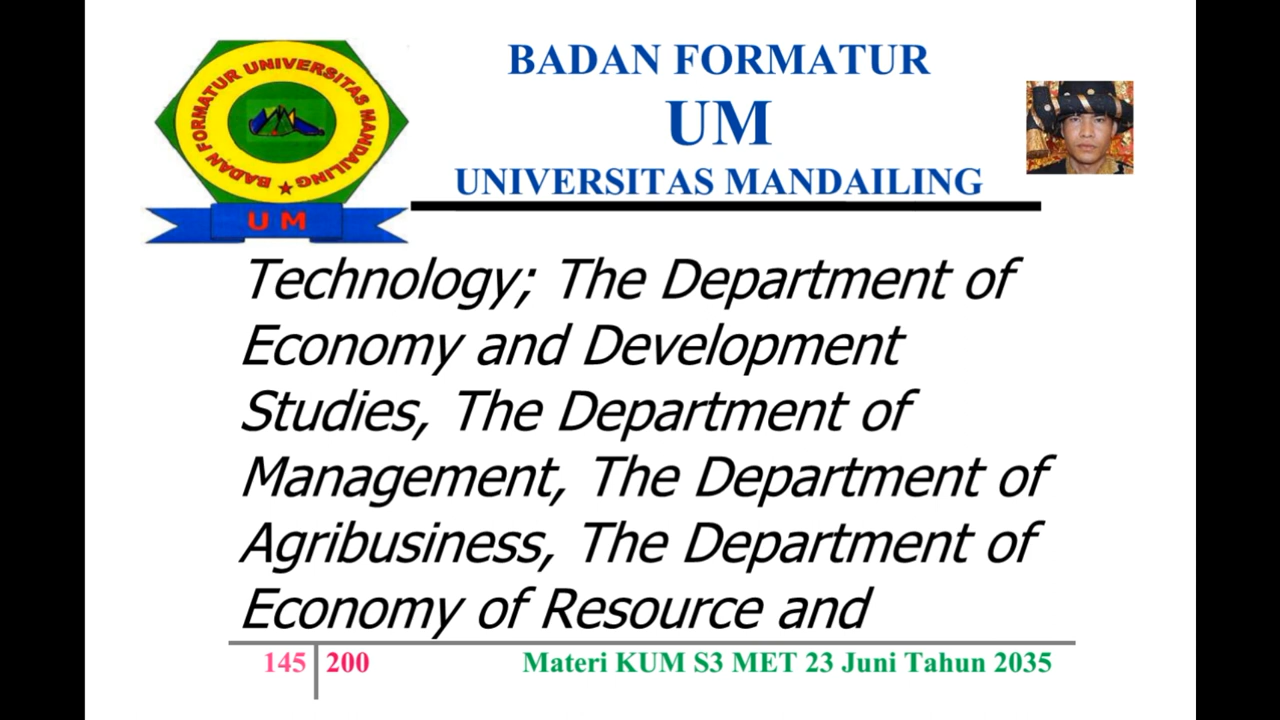 BADAN FORMATUR UNIVERSITAS MANDAILING
UM
BADAN FORMATUR
UM
UNIVERSITAS MANDAILING
Technology; The Department of
Economy and Development
Studies, The Department of
Management, The Department of
Agribusiness, The Department of
Economy of Resource and
145 200 Materi KUM S3 MET 23 Juni Tahun 2035